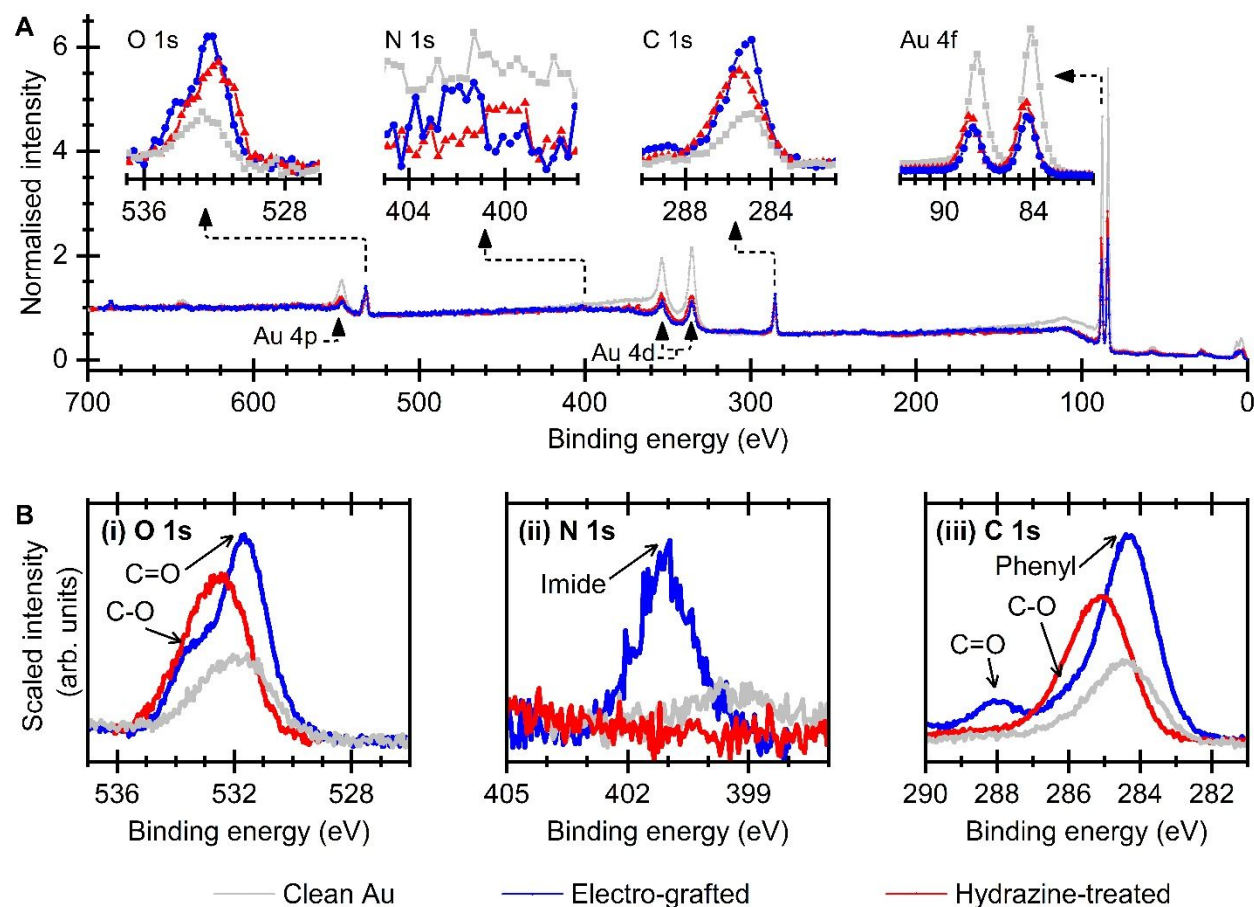 A
Normalised intensity
6
4
2
0
O 1s
N 1s
C 1s
Au 4f
536 528
404 400
288 284
90 84
Au 4p
Au 4d
700 600 500 400 300 200 100 0
Binding energy (eV)
B
Scaled intensity
(arb. units)
(i) O 1s
C=O
C-O
536 532 528
Binding energy (eV)
(ii) N 1s
Imide
405 402 399
Binding energy (eV)
(iii) C 1s
Phenyl
C-O
C=O
290 288 286 284 282
Binding energy (eV)
Clean Au Electro-grafted Hydrazine-treated